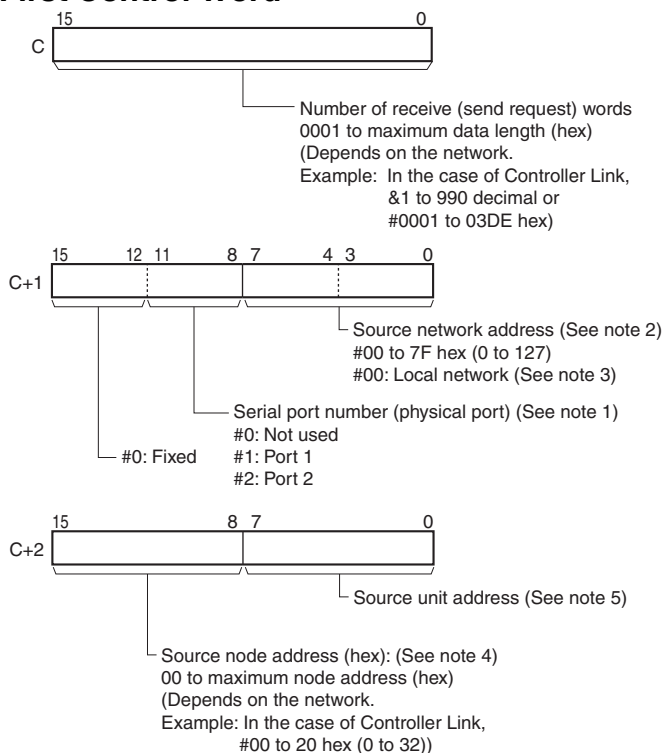 First Control Word
15 0
C
Number of receive (send request) words
0001 to maximum data length (hex)
(Depends on the network.
Example: In the case of Controller Link,
&1 to 990 decimal or
#0001 to 03DE hex)
15 12 11 8 7 4 3 0
C+1
Source network address (See note 2)
#00 to 7F hex (0 to 127)
#00: Local network (See note 3)
Serial port number (physical port) (See note 1)
#0: Not used
#0: Fixed
#1: Port 1
#2: Port 2
15 8 7 0
C+2
Source unit address (See note 5)
Source node address (hex): (See note 4)
00 to maximum node address (hex)
(Depends on the network.
Example: In the case of Controller Link,
#00 to 20 hex (0 to 32))